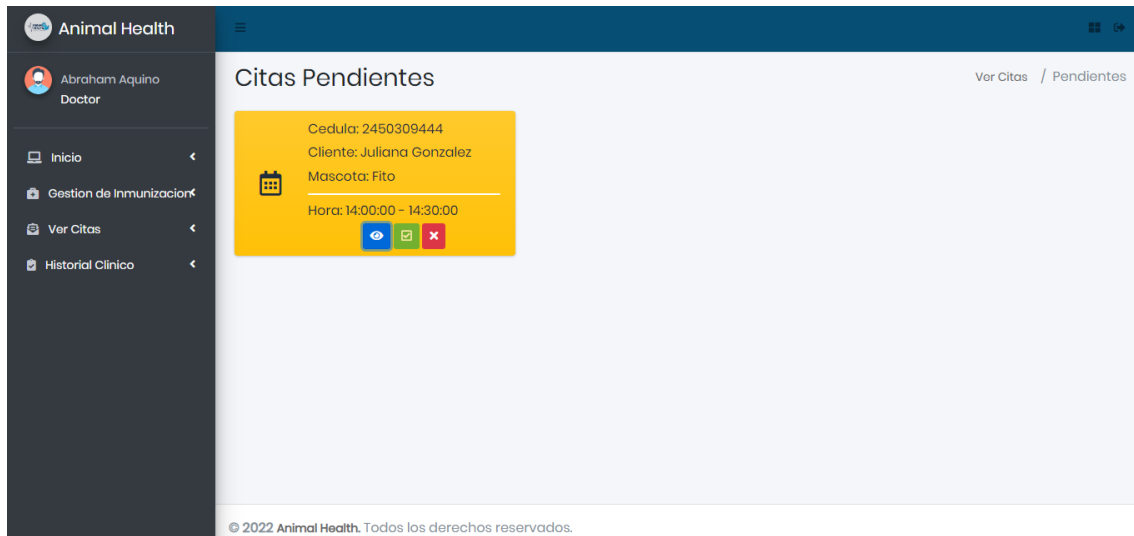 Animal Health
Abraham Aquino
Doctor
Inicio
Gestion de Inmunizacion
Ver Citas
Historial Clinico
Citas Pendientes
Ver Citas / Pendientes
Cedula: 2450309444
Cliente: Juliana Gonzalez
Mascota: Fito
Hora: 14:00:00 - 14:30:00
© 2022 Animal Health. Todos los derechos reservados.